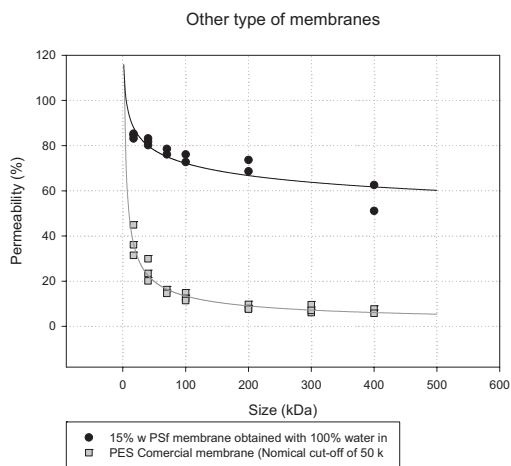 Other type of membranes
120
100
80
60
40
20
0
Permeability (%)
0 100 200 300 400 500 600
Size (kDa)
15% w PSf membrane obtained with 100% water in
PES Comercial membrane (Nomical cut-off of 50 k